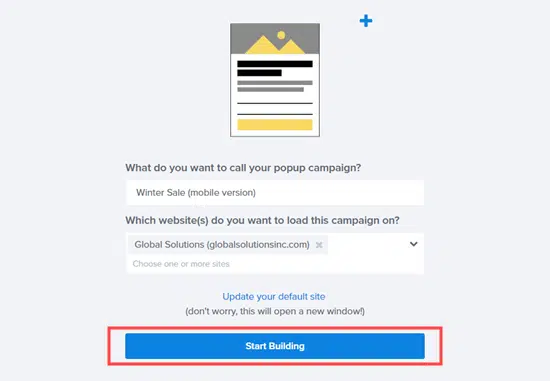 What do you want to call your popup campaign?
Winter Sale (mobile version)
Which website(s) do you want to load this campaign on?
Global Solutions (globalsolutionsinc.com) ×
Choose one or more sites
Update your default site
(don't worry, this will open a new window!)
Start Building